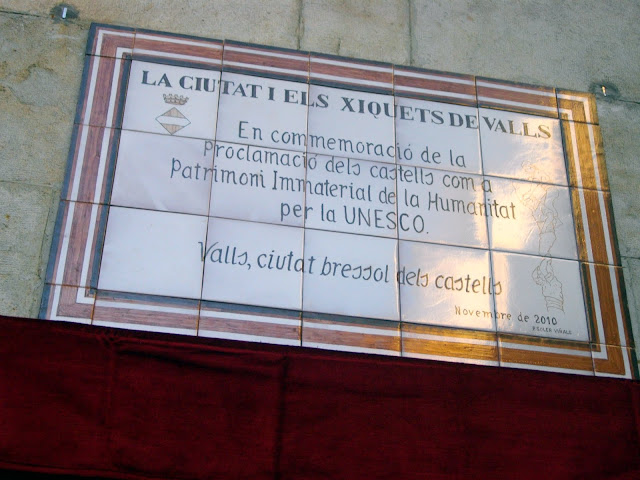 LA CIUTAT I ELS XIQUETS DE VALLS
En commemoració de la
proclamació dels castells com a
Patrimoni Immaterial de la Humanitat
per la UNESCO.
Valls, ciutat bressol dels castells
Novembre de 2010